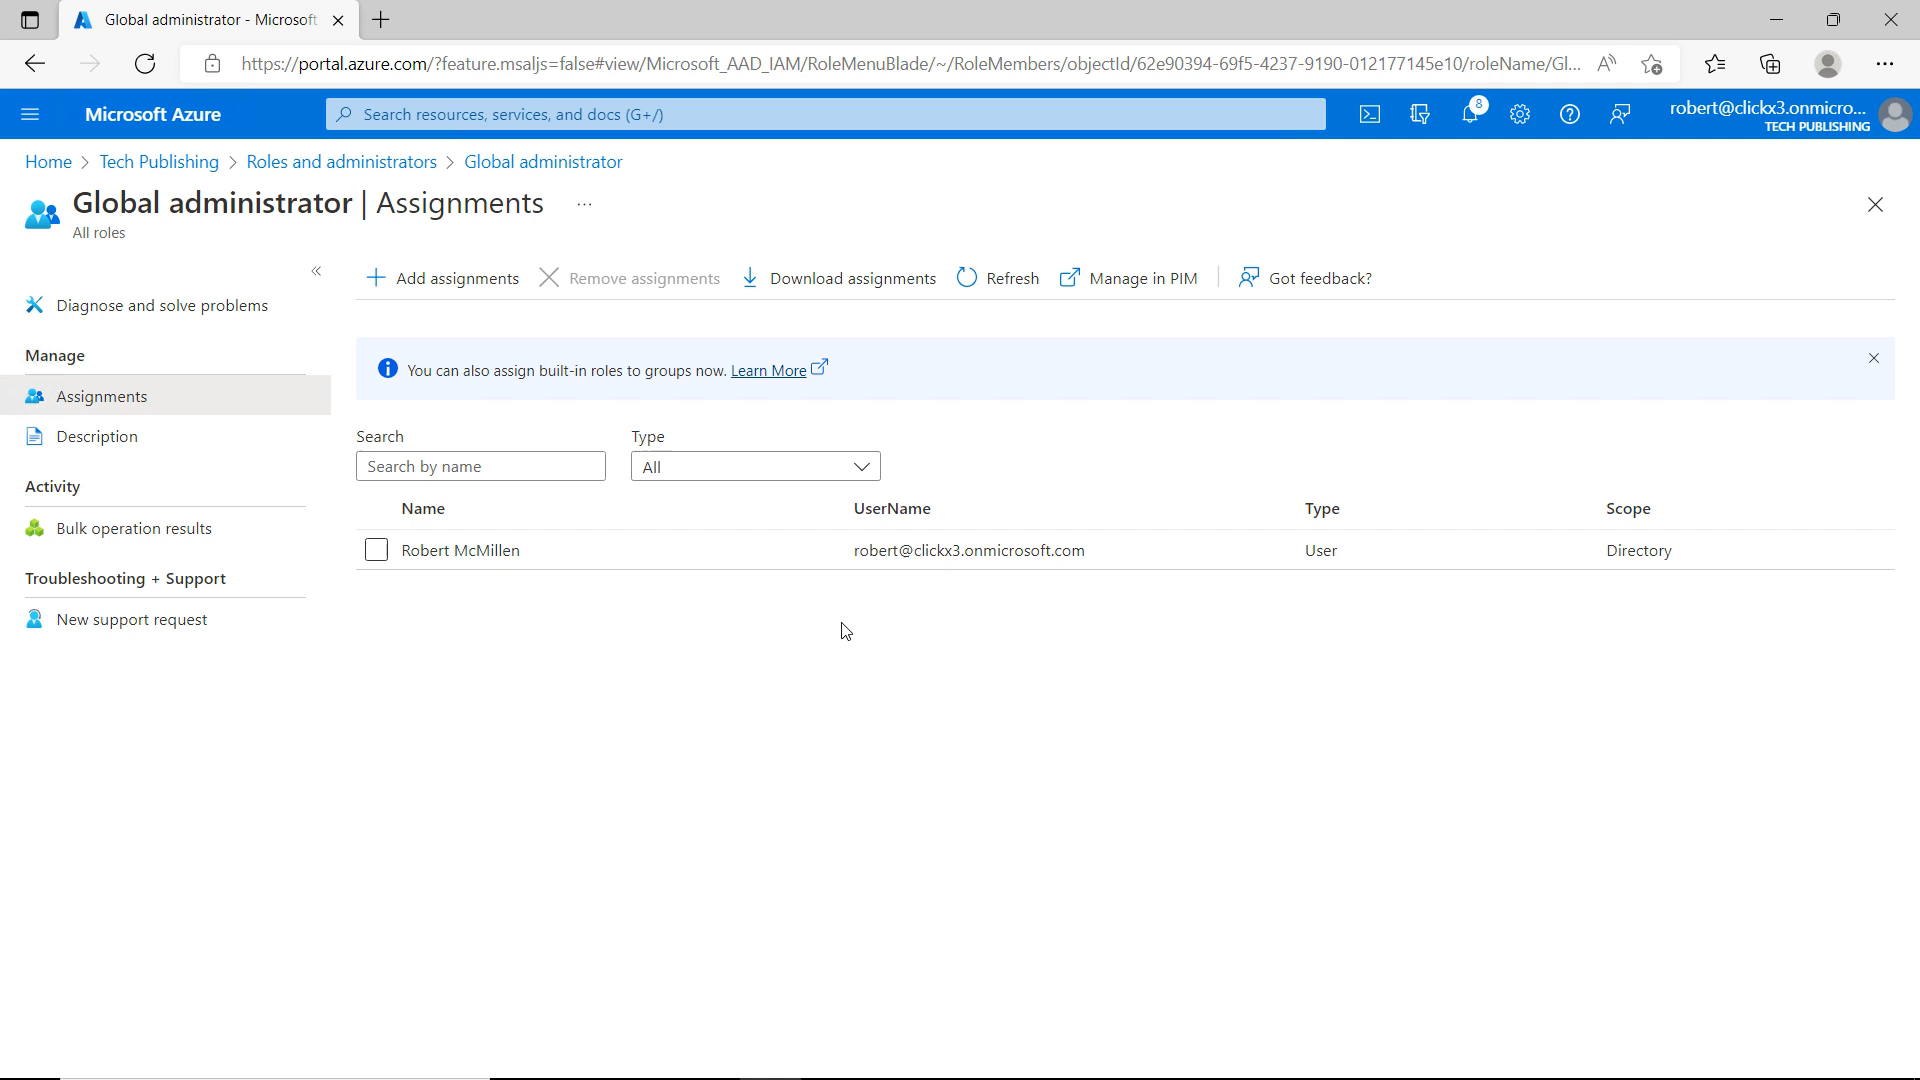 Global administrator - Microsoft
https://portal.azure.com/?feature.msaljs=false#view/Microsoft_AAD_IAM/RoleMenuBlade/~/RoleMembers/objectId/62e90394-69f5-4237-9190-012177145e10/roleName/Gl...
Microsoft Azure
Search resources, services, and docs (G+/)
8
robert@clickx3.onmicro...
TECH PUBLISHING
Home > Tech Publishing > Roles and administrators > Global administrator
Global administrator | Assignments ...
All roles
Add assignments Remove assignments Download assignments Refresh Manage in PIM Got feedback?
Diagnose and solve problems
Manage
Assignments
Description
Activity
Bulk operation results
Troubleshooting + Support
New support request
You can also assign built-in roles to groups now. Learn More
Search Type
Search by name All
Name UserName Type Scope
Robert McMillen robert@clickx3.onmicrosoft.com User Directory